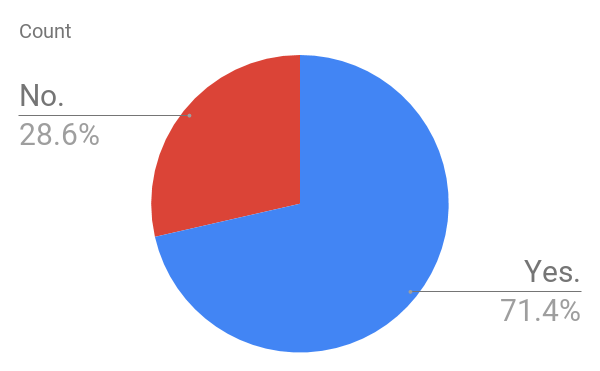 Count
No.
28.6%
Yes.
71.4%